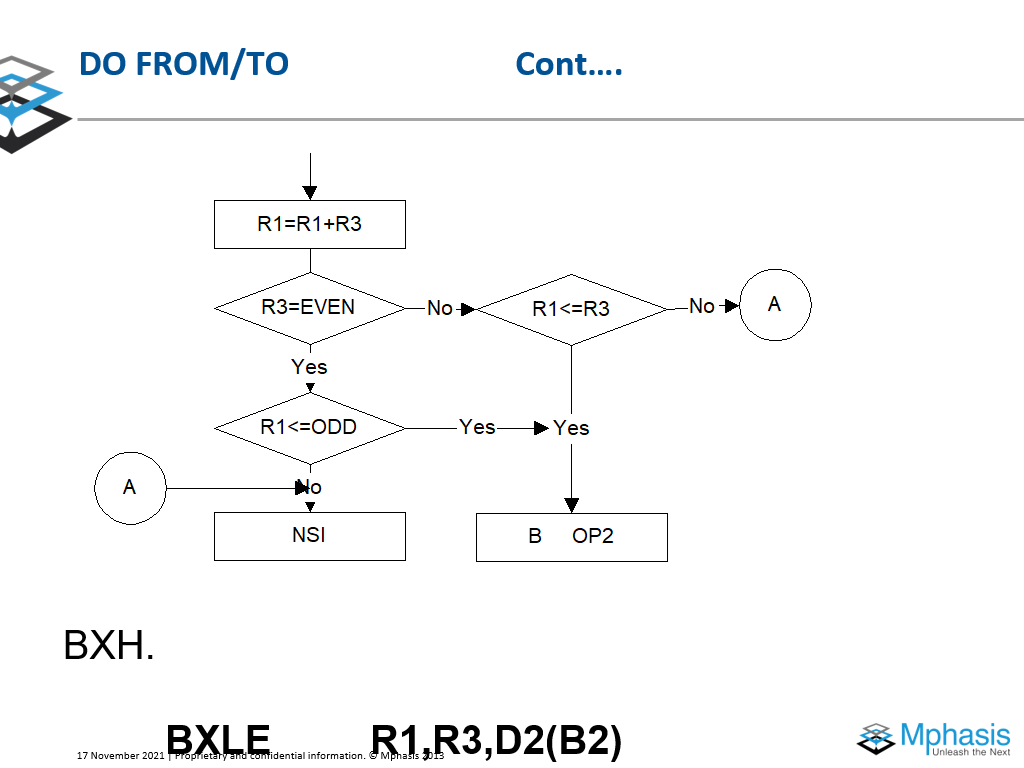 DO FROM/TO Cont....
R1=R1+R3
R3=EVEN No R1<=R3 No A
Yes
R1<=ODD Yes Yes
A No
NSI B OP2
BXH.
BXLE R1,R3,D2(B2)
17 November 2021 | Proprietary and confidential information. © Mphasis 2013
Mphasis
Unleash the Next